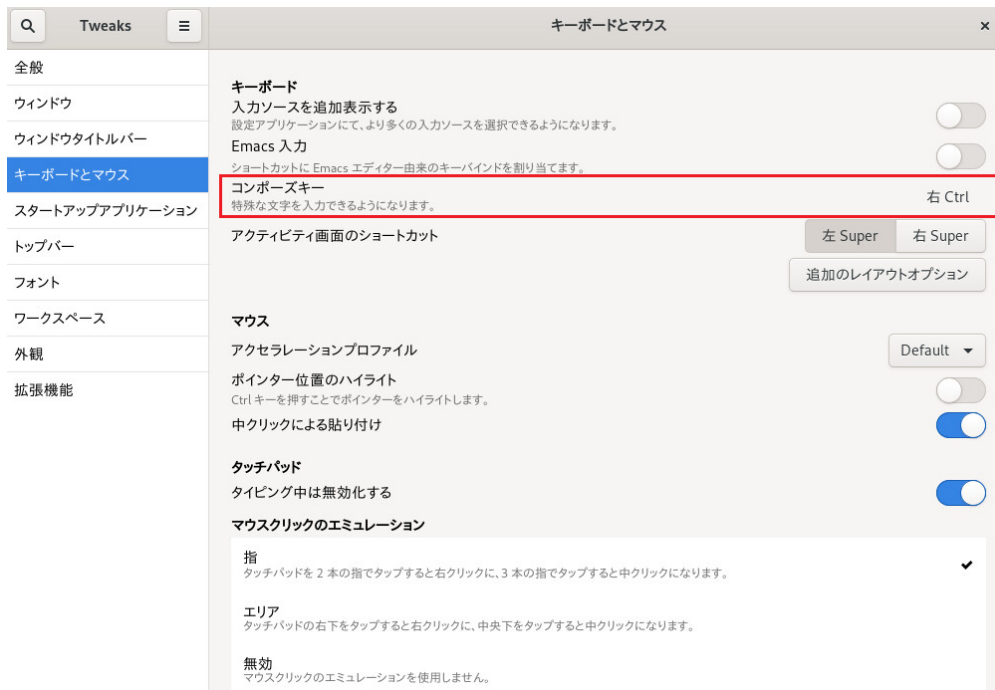 Tweaks
キーボードとマウス
全般
ウィンドウ
ウィンドウタイトルバー
キーボードとマウス
スタートアップアプリケーション
トップバー
フォント
ワークスペース
外観
拡張機能
キーボード
入力ソースを追加表示する
設定アプリケーションにて、より多くの入力ソースを選択できるようになります。
Emacs 入力
ショートカットに Emacs エディター由来のキーバインドを割り当てます。
コンポーズキー
特殊な文字を入力できるようになります。
右 Ctrl
アクティビティ画面のショートカット
左 Super
右 Super
追加のレイアウトオプション
マウス
アクセラレーションプロファイル
Default
ポインター位置のハイライト
Ctrl キーを押すことでポインターをハイライトします。
中クリックによる貼り付け
タッチパッド
タイピング中は無効化する
マウスクリックのエミュレーション
指
タッチパッドを 2 本の指でタップすると右クリックに、3 本の指でタップすると中クリックになります。
エリア
タッチパッドの右下をタップすると右クリックに、中央下をタップすると中クリックになります。
無効
マウスクリックのエミュレーションを使用しません。